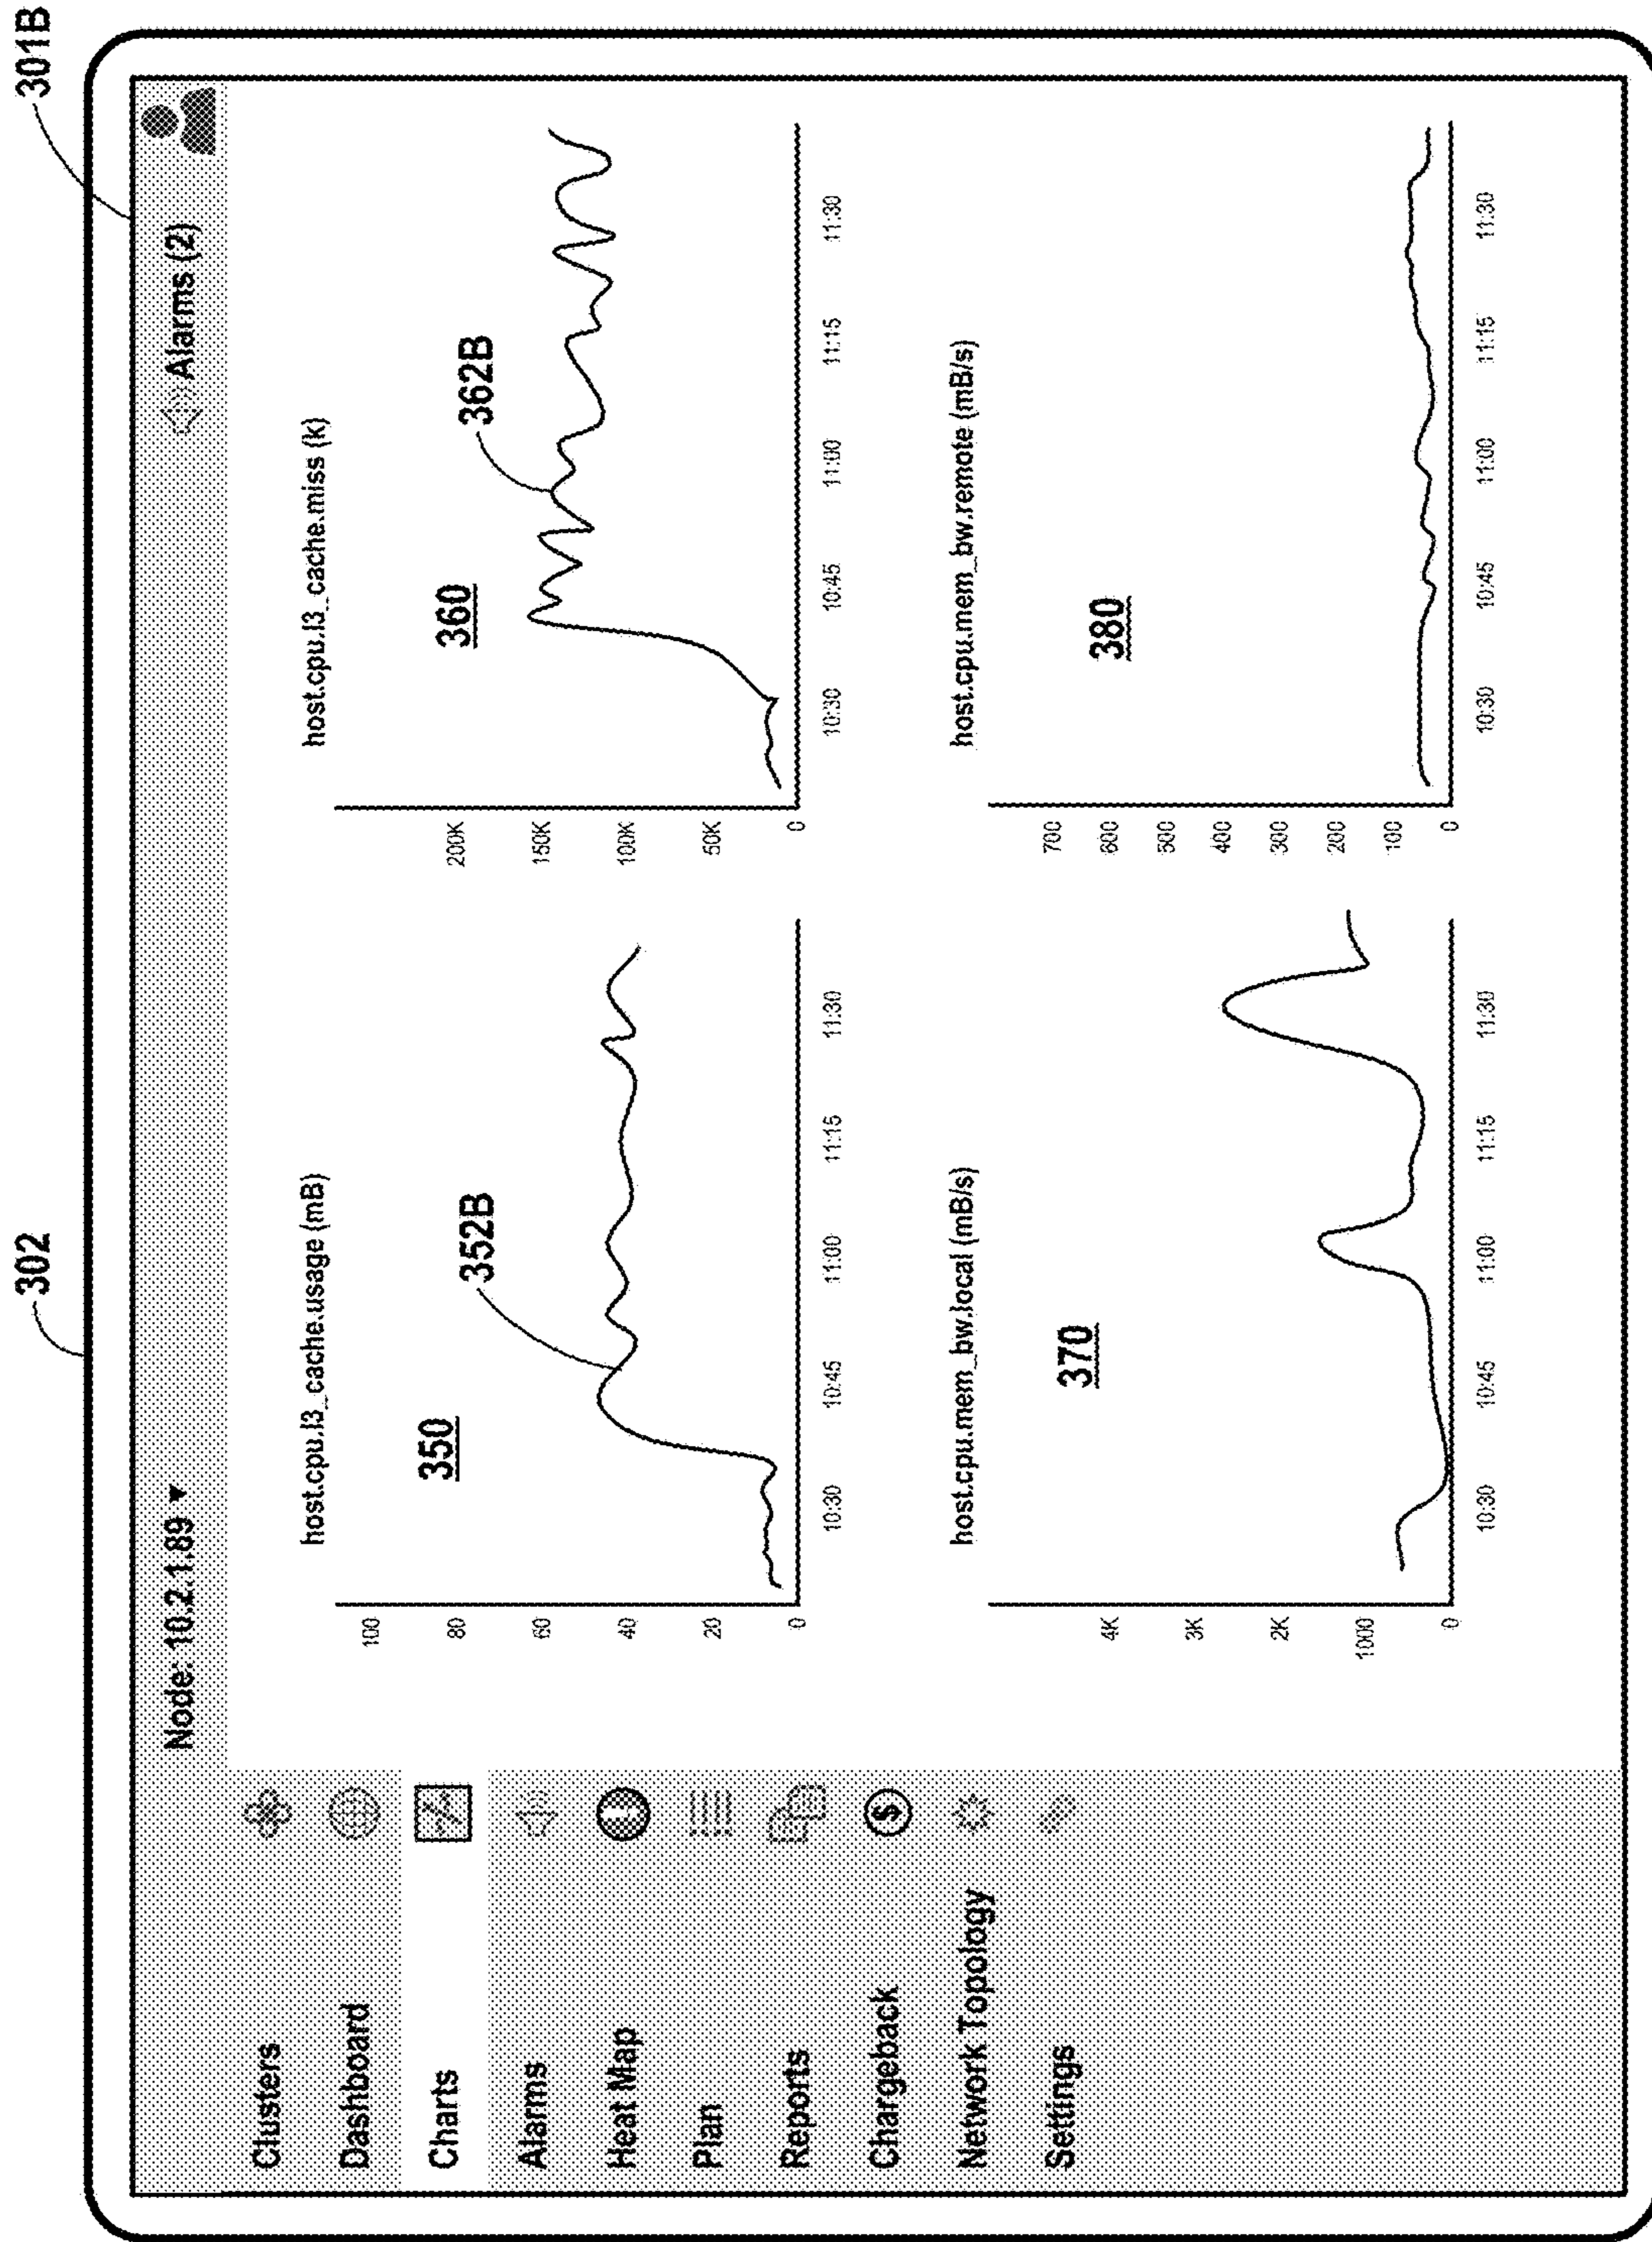 302
301B
Node: 10.2.1.89
Alarms (2)
Clusters
Dashboard
Charts
Alarms
Heat Map
Plan
Reports
Chargeback
Network Topology
Settings
host.cpu.l3_cache.usage (mB)
350
352B
100
80
60
40
20
0
10:30 10:45 11:00 11:15 11:30
host.cpu.l3_cache.miss (k)
360
362B
200K
150K
100K
50K
0
10:30 10:45 11:00 11:15 11:30
host.cpu.mem_bw.local (mB/s)
370
4K
3K
2K
1000
0
10:30 10:45 11:00 11:15 11:30
host.cpu.mem_bw.remote (mB/s)
380
700
600
500
400
300
200
100
0
10:30 10:45 11:00 11:15 11:30
$